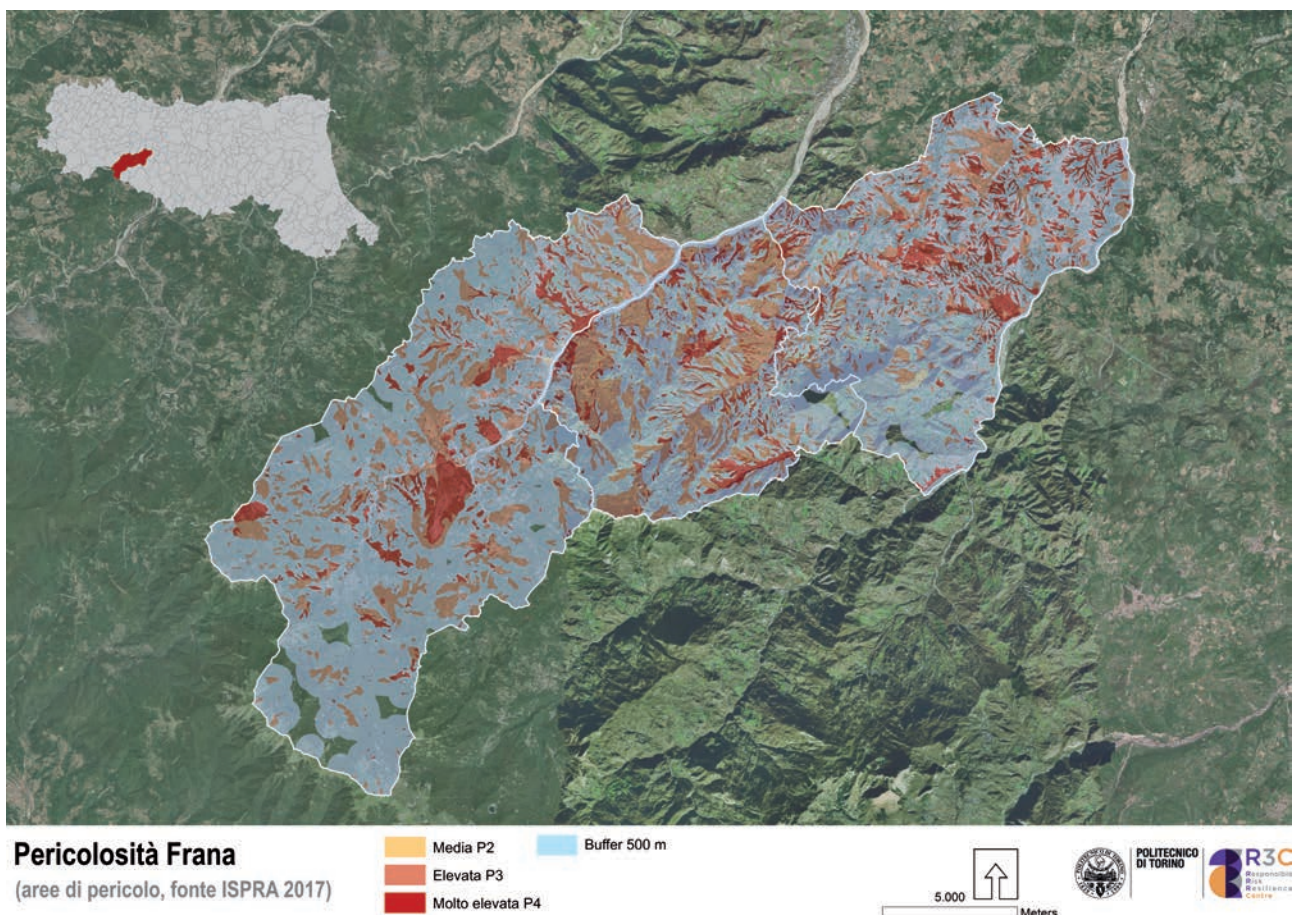 Pericolosità Frana
(aree di pericolo, fonte ISPRA 2017)
Media P2
Elevata P3
Molto elevata P4
Buffer 500 m
5.000
Meters
POLITECNICO
DI TORINO
R3C
Responsible
Risk
Resilience
Centre